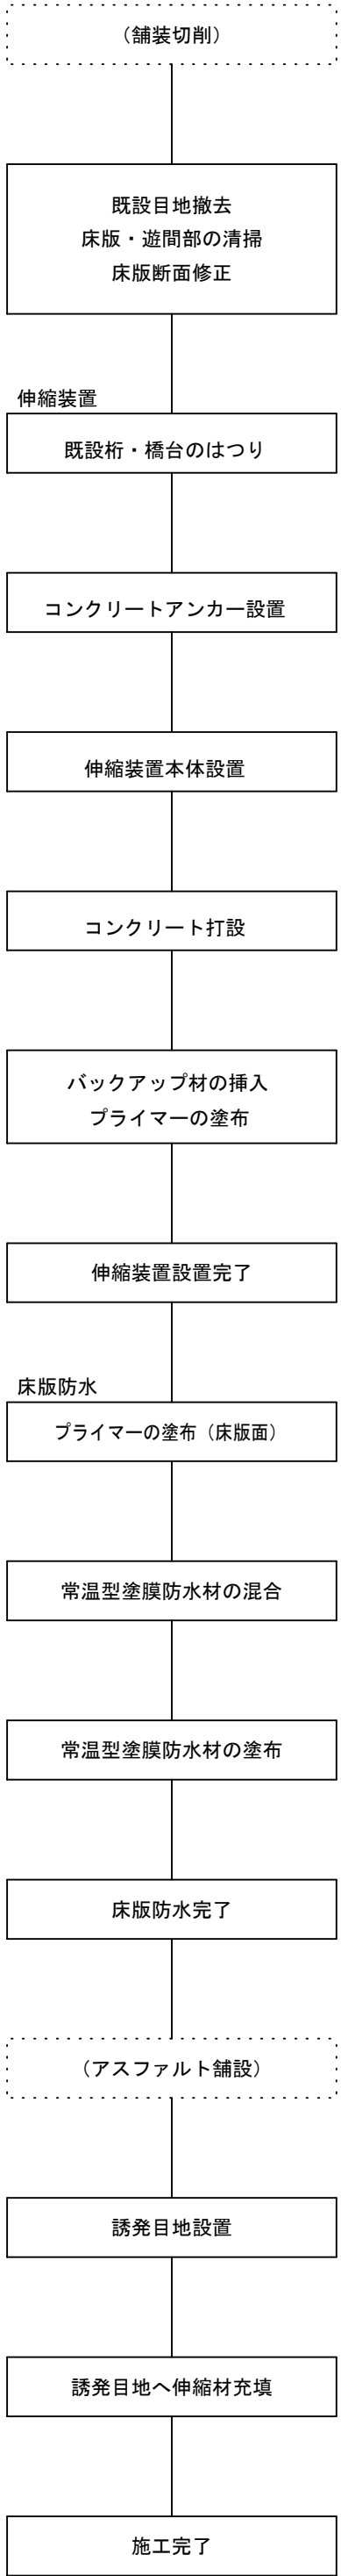 （舗装切削）
既設目地撤去
床版・遊間部の清掃
床版断面修正
伸縮装置
既設桁・橋台のはつり
コンクリートアンカー設置
伸縮装置本体設置
コンクリート打設
バックアップ材の挿入
プライマーの塗布
伸縮装置設置完了
床版防水
プライマーの塗布（床版面）
常温型塗膜防水材の混合
常温型塗膜防水材の塗布
床版防水完了
（アスファルト舗設）
誘発目地設置
誘発目地へ伸縮材充填
施工完了